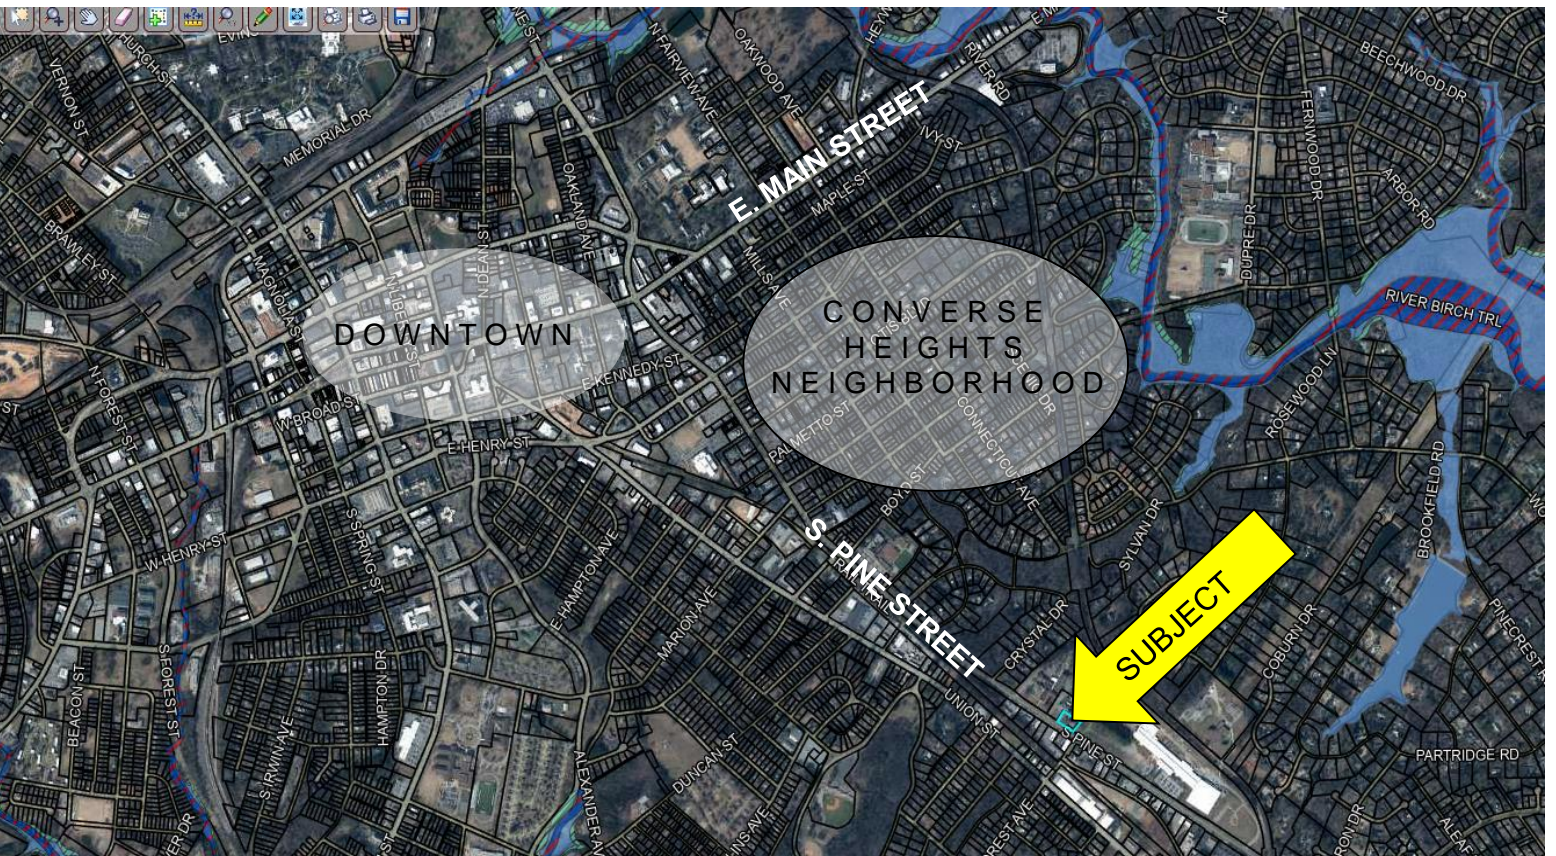 CHURCH ST
VERNON ST
MEMORIAL DR
N FAIRVIEW AVE
OAKWOOD AVE
RIVER RD
BEECHWOOD DR
FERNWOOD DR
ARBOR RD
IVY ST
E. MAIN STREET
MAPLE ST
OAKLAND AVE
N DEAN ST
BRAWLEY ST
MAGNOLIA ST
MILLS AVE
DUPRE DR
RIVER BIRCH TRL
DOWNTOWN
CONVERSE
HEIGHTS
NEIGHBORHOOD
E KENNEDY ST
W BROAD ST
N FOREST ST
E HENRY ST
PALMETTO ST
CONNECTICUT AVE
BOYD ST
ROSEWOOD LN
BROOKFIELD RD
SYLVAN DR
W HENRY ST
S SPRING ST
E HAMPTON AVE
MARION AVE
S. PINE STREET
CRYSTAL DR
SUBJECT
COBURN DR
PINECREST R
S FOREST ST
BEACON ST
HAMPTON DR
S IRWIN AVE
UNION ST
S PINE ST
DUNCAN ST
ALEXANDER AV
PARTRIDGE RD